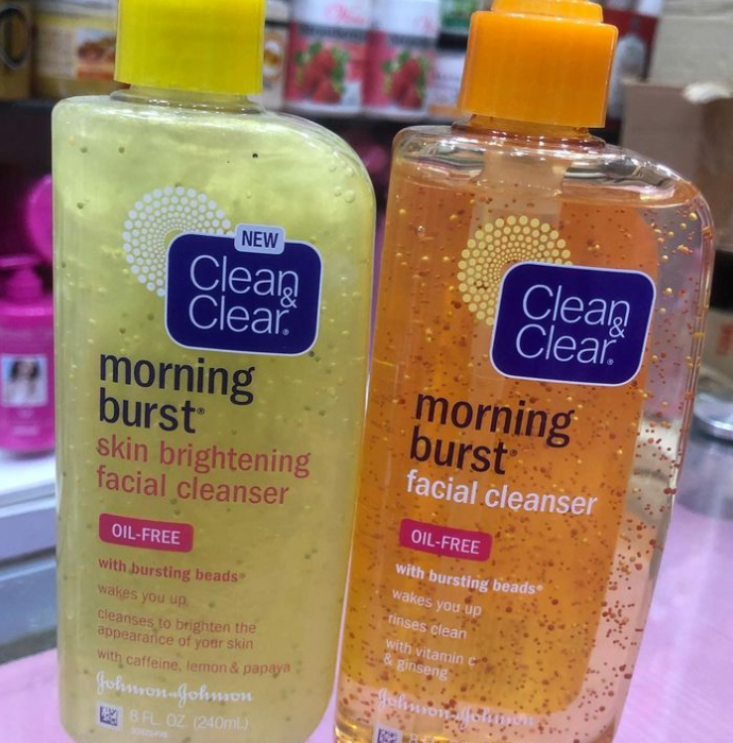 NEW
Clean
&
Clear®
morning
burst®
skin brightening
facial cleanser
OIL-FREE
with bursting beads®
wakes you up
cleanses to brighten the
appearance of your skin
with caffeine, lemon & papaya
Johnson & Johnson
8 FL. OZ. (240mL)
Clean
&
Clear®
morning
burst®
facial cleanser
OIL-FREE
with bursting beads®
wakes you up
rinses clean
with vitamin c
& ginseng
Johnson & Johnson